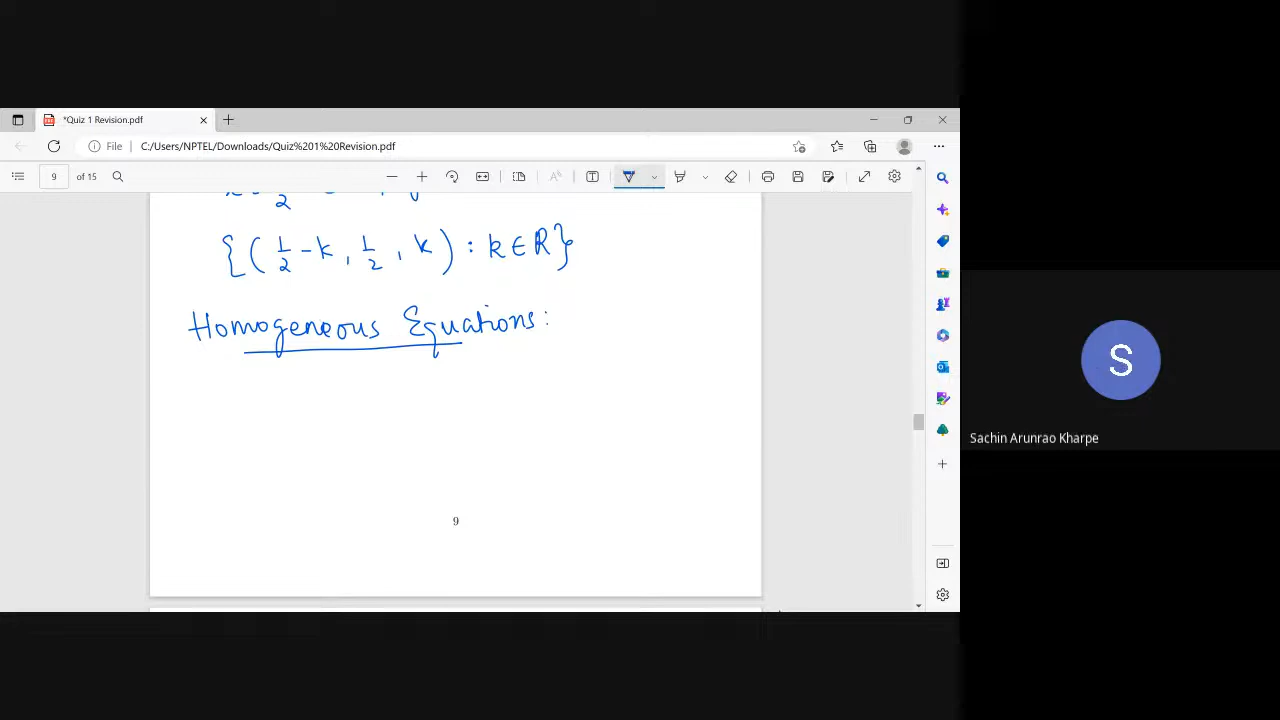 *Quiz 1 Revision.pdf
File C:/Users/NPTEL/Downloads/Quiz%201%20Revision.pdf
9 of 15
{(1/2 - k, 1/2, k) : k ∈ R}
Homogeneous Equations:
9
S
Sachin Arunrao Kharpe